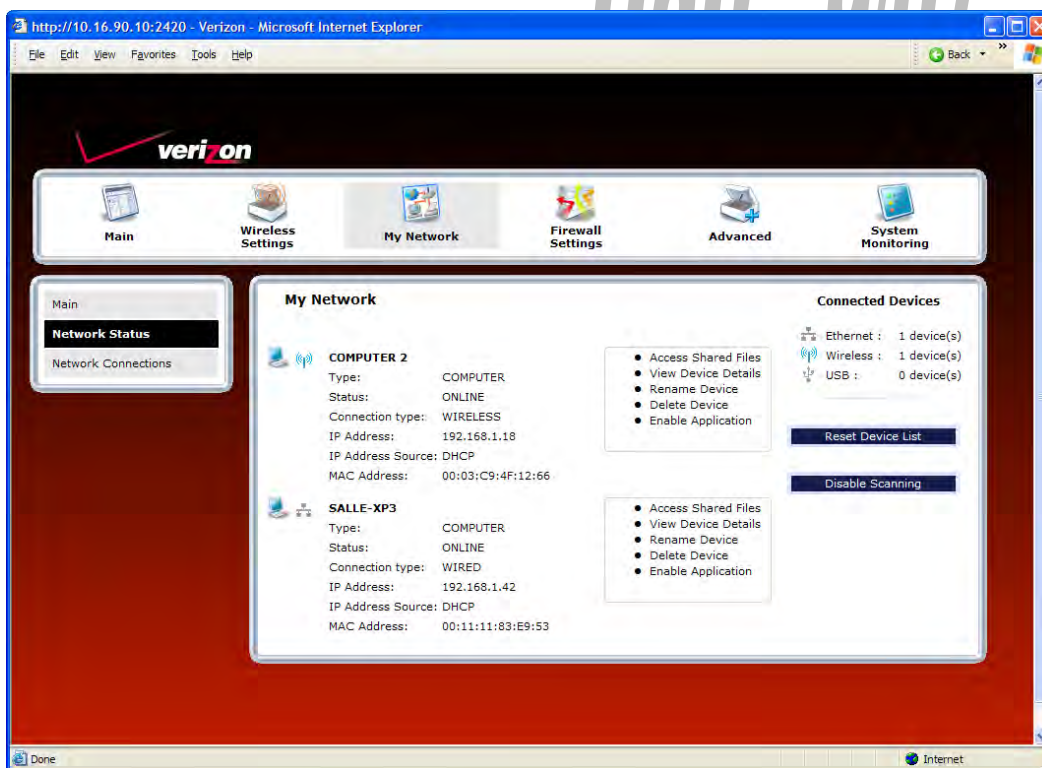 http://10.16.90.10:2420 - Verizon - Microsoft Internet Explorer
File Edit View Favorites Tools Help
Back »
verizon
Main
Wireless Settings
My Network
Firewall Settings
Advanced
System Monitoring
Main
Network Status
Network Connections
My Network
COMPUTER 2
Type: COMPUTER
Status: ONLINE
Connection type: WIRELESS
IP Address: 192.168.1.18
IP Address Source: DHCP
MAC Address: 00:03:C9:4F:12:66
• Access Shared Files
• View Device Details
• Rename Device
• Delete Device
• Enable Application
SALLE-XP3
Type: COMPUTER
Status: ONLINE
Connection type: WIRED
IP Address: 192.168.1.42
IP Address Source: DHCP
MAC Address: 00:11:11:83:E9:53
• Access Shared Files
• View Device Details
• Rename Device
• Delete Device
• Enable Application
Connected Devices
Ethernet : 1 device(s)
Wireless : 1 device(s)
USB : 0 device(s)
Reset Device List
Disable Scanning
Done
Internet